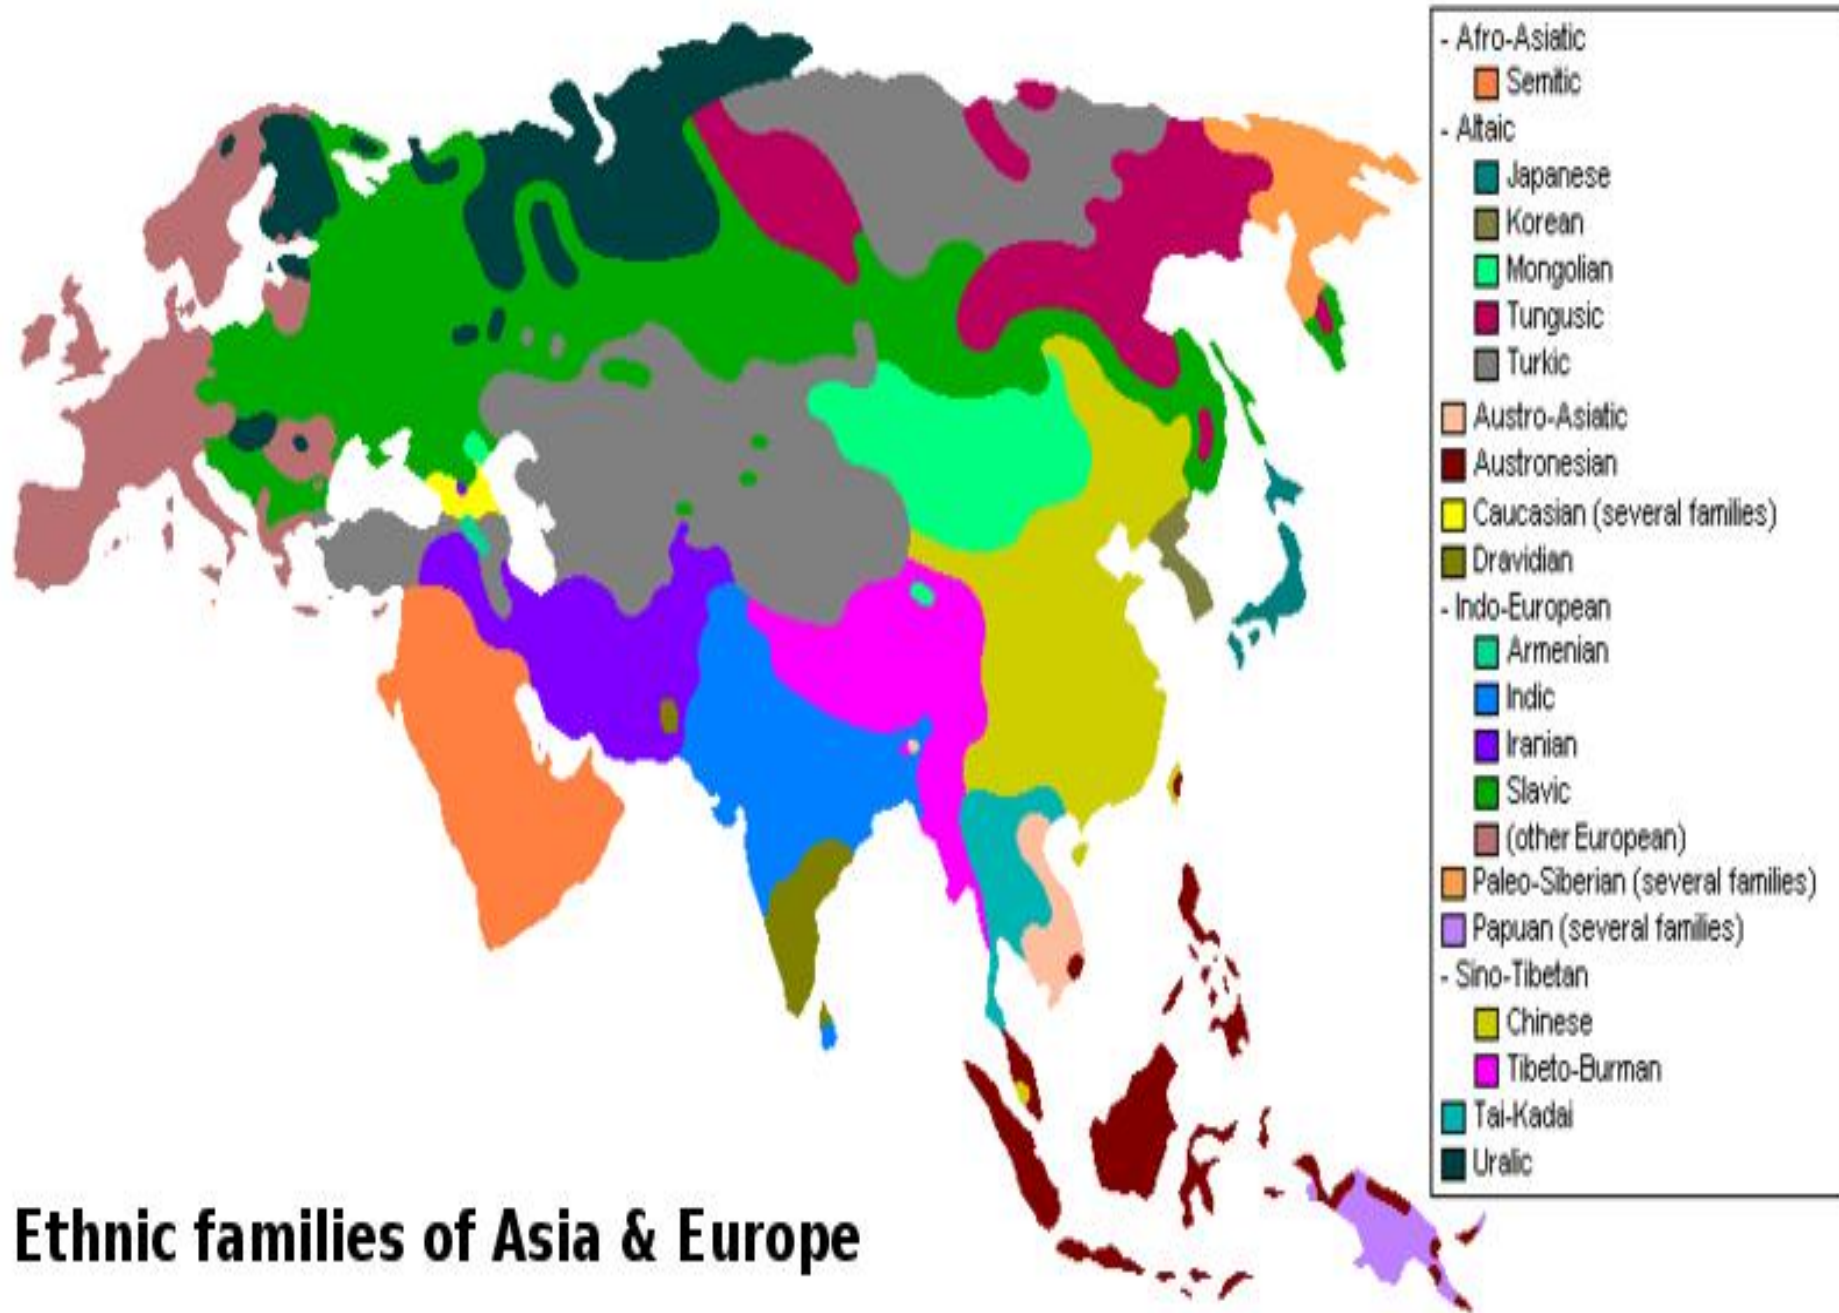 - Afro-Asiatic
Semitic
- Altaic
Japanese
Korean
Mongolian
Tungusic
Turkic
Austro-Asiatic
Austronesian
Caucasian (several families)
Dravidian
- Indo-European
Armenian
Indic
Iranian
Slavic
(other European)
Paleo-Siberian (several families)
Papuan (several families)
- Sino-Tibetan
Chinese
Tibeto-Burman
Tai-Kadai
Uralic
Ethnic families of Asia & Europe